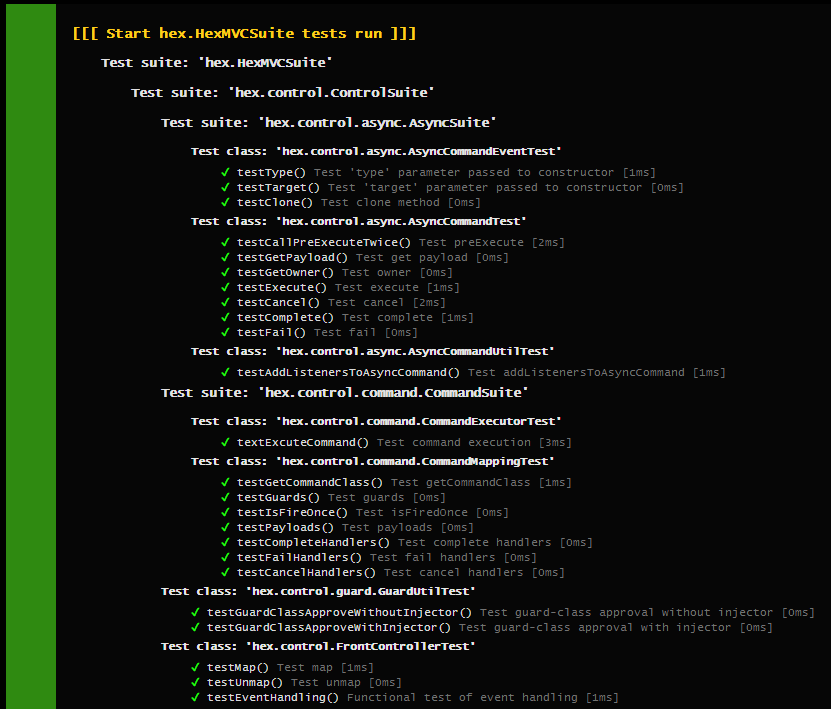 [[[ Start hex.HexMVCSuite tests run ]]]
Test suite: 'hex.HexMVCSuite'
Test suite: 'hex.control.ControlSuite'
Test suite: 'hex.control.async.AsyncSuite'
Test class: 'hex.control.async.AsyncCommandEventTest'
✓ testType() Test 'type' parameter passed to constructor [1ms]
✓ testTarget() Test 'target' parameter passed to constructor [0ms]
✓ testClone() Test clone method [0ms]
Test class: 'hex.control.async.AsyncCommandTest'
✓ testCallPreExecuteTwice() Test preExecute [2ms]
✓ testGetPayload() Test get payload [0ms]
✓ testGetOwner() Test owner [0ms]
✓ testExecute() Test execute [1ms]
✓ testCancel() Test cancel [2ms]
✓ testComplete() Test complete [1ms]
✓ testFail() Test fail [0ms]
Test class: 'hex.control.async.AsyncCommandUtilTest'
✓ testAddListenersToAsyncCommand() Test addListenersToAsyncCommand [1ms]
Test suite: 'hex.control.command.CommandSuite'
Test class: 'hex.control.command.CommandExecutorTest'
✓ textExcuteCommand() Test command execution [3ms]
Test class: 'hex.control.command.CommandMappingTest'
✓ testGetCommandClass() Test getCommandClass [1ms]
✓ testGuards() Test guards [0ms]
✓ testIsFireOnce() Test isFiredOnce [0ms]
✓ testPayloads() Test payloads [0ms]
✓ testCompleteHandlers() Test complete handlers [0ms]
✓ testFailHandlers() Test fail handlers [0ms]
✓ testCancelHandlers() Test cancel handlers [0ms]
Test class: 'hex.control.guard.GuardUtilTest'
✓ testGuardClassApproveWithoutInjector() Test guard-class approval without injector [0ms]
✓ testGuardClassApproveWithInjector() Test guard-class approval with injector [0ms]
Test class: 'hex.control.FrontControllerTest'
✓ testMap() Test map [1ms]
✓ testUnmap() Test unmap [0ms]
✓ testEventHandling() Functional test of event handling [1ms]